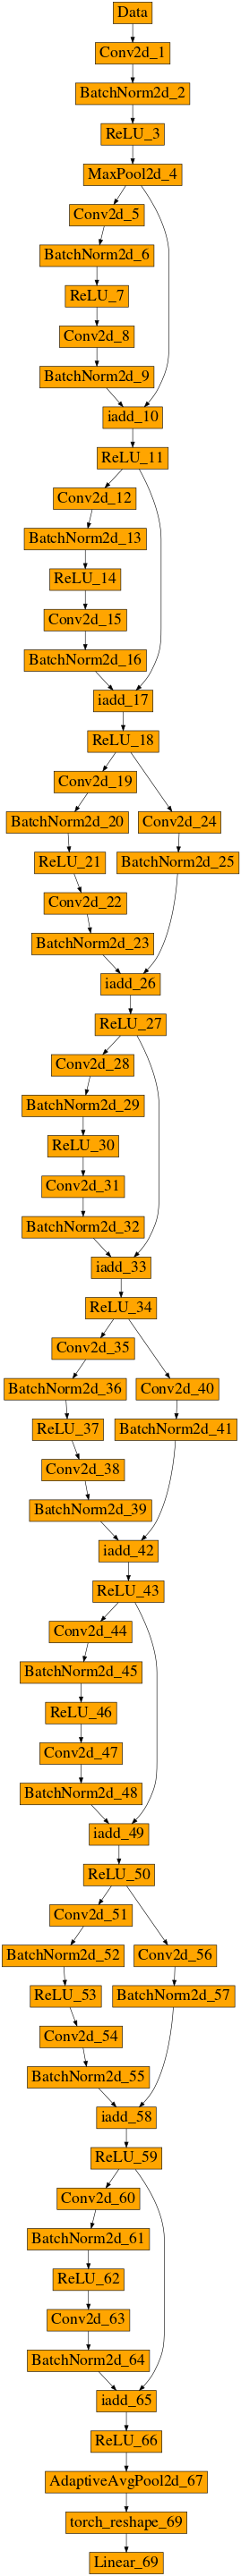 Data
Conv2d_1
BatchNorm2d_2
ReLU_3
MaxPool2d_4
Conv2d_5
BatchNorm2d_6
ReLU_7
Conv2d_8
BatchNorm2d_9
iadd_10
ReLU_11
Conv2d_12
BatchNorm2d_13
ReLU_14
Conv2d_15
BatchNorm2d_16
iadd_17
ReLU_18
Conv2d_19
BatchNorm2d_20 Conv2d_24
ReLU_21 BatchNorm2d_25
Conv2d_22
BatchNorm2d_23
iadd_26
ReLU_27
Conv2d_28
BatchNorm2d_29
ReLU_30
Conv2d_31
BatchNorm2d_32
iadd_33
ReLU_34
Conv2d_35
BatchNorm2d_36 Conv2d_40
ReLU_37 BatchNorm2d_41
Conv2d_38
BatchNorm2d_39
iadd_42
ReLU_43
Conv2d_44
BatchNorm2d_45
ReLU_46
Conv2d_47
BatchNorm2d_48
iadd_49
ReLU_50
Conv2d_51
BatchNorm2d_52 Conv2d_56
ReLU_53 BatchNorm2d_57
Conv2d_54
BatchNorm2d_55
iadd_58
ReLU_59
Conv2d_60
BatchNorm2d_61
ReLU_62
Conv2d_63
BatchNorm2d_64
iadd_65
ReLU_66
AdaptiveAvgPool2d_67
torch_reshape_69
Linear_69